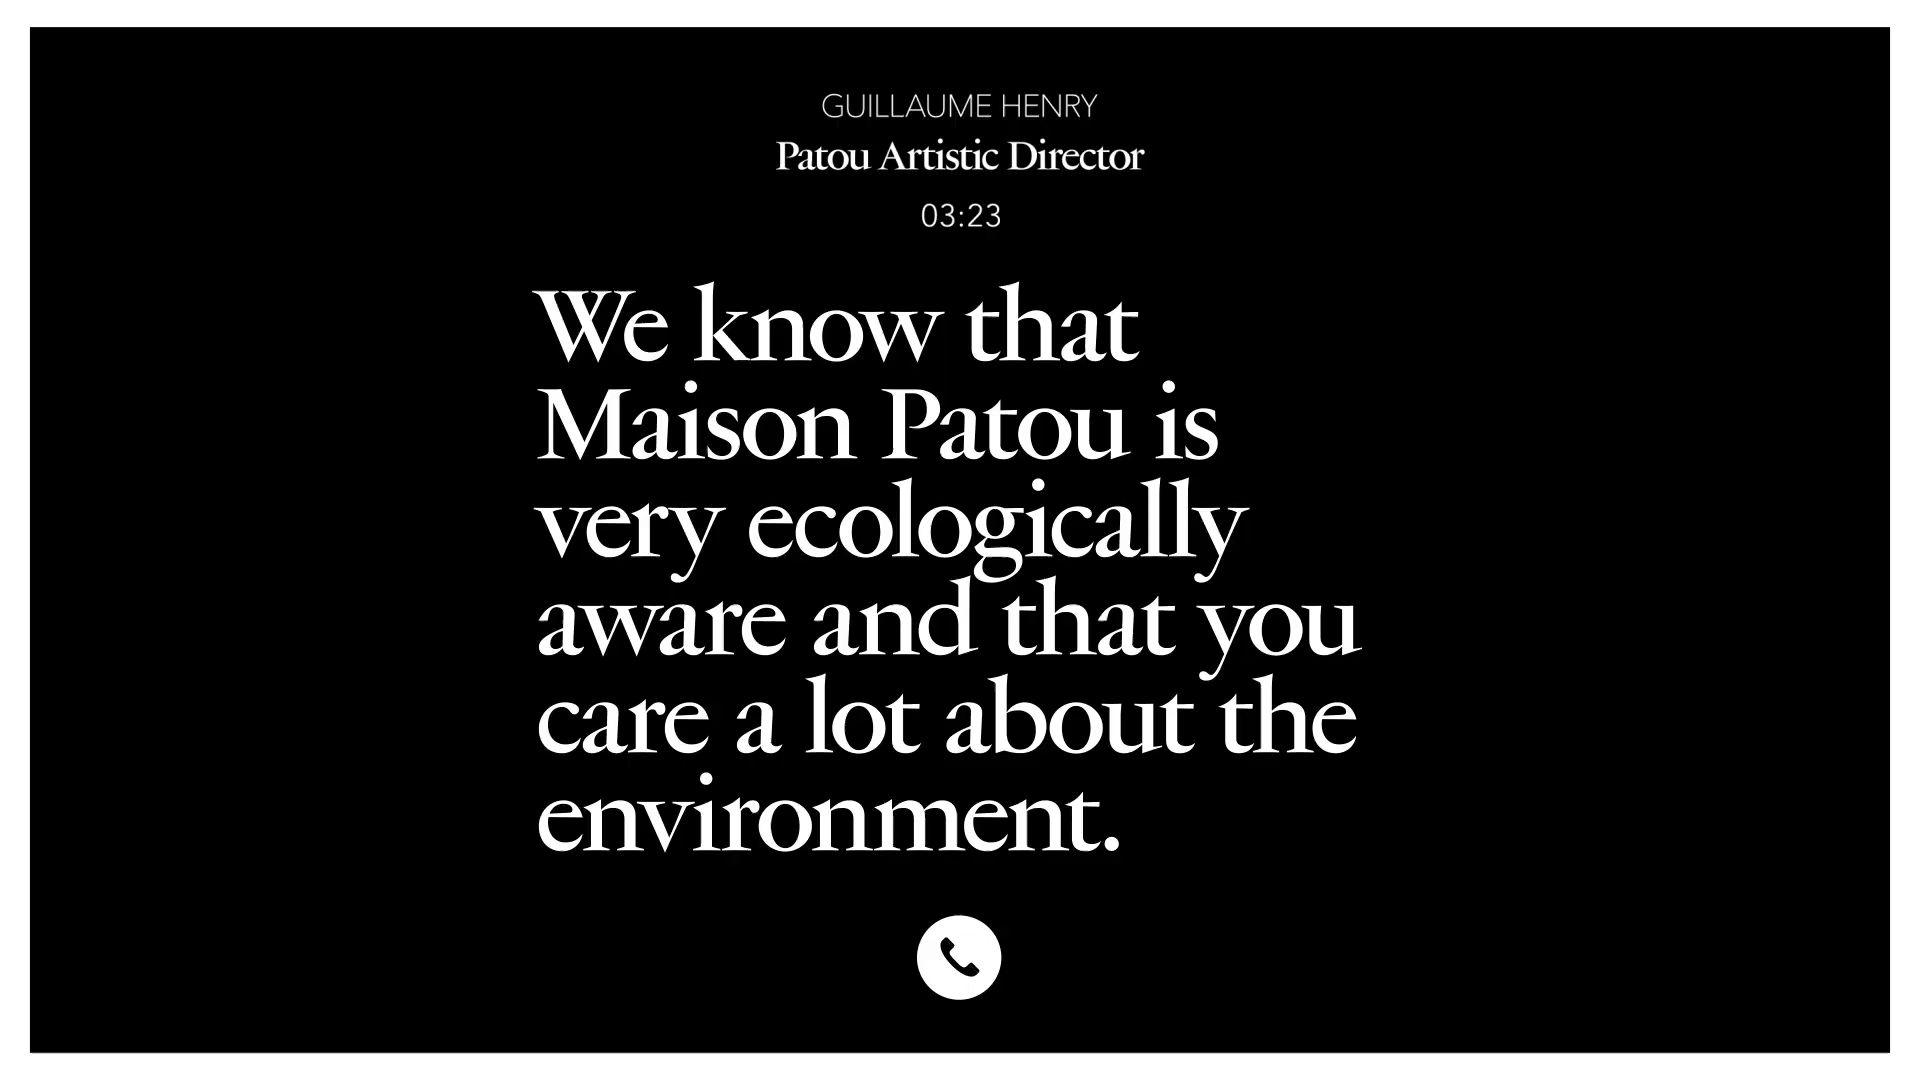 GUILLAUME HENRY
Patou Artistic Director
03:23
We know that
Maison Patou is
very ecologically
aware and that you
care a lot about the
environment.